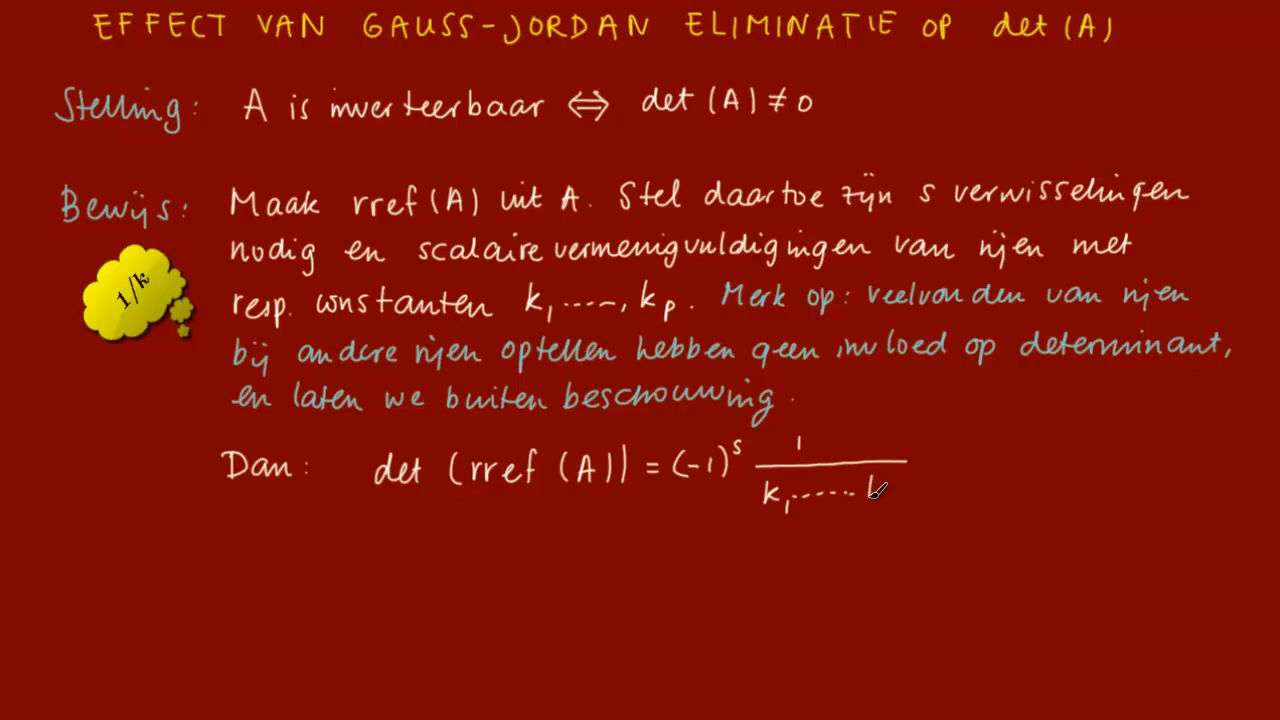 EFFECT VAN GAUSS-JORDAN ELIMINATIE OP det (A)
Stelling: A is inverteerbaar ⇔ det (A) ≠ 0
Bewijs: Maak rref (A) uit A. Stel daartoe zijn s verwisselingen
nodig en scalaire vermenigvuldigingen van rijen met
1/k
resp. constanten k₁, ....., kₚ. Merk op: veelvouden van rijen
bij andere rijen optellen hebben geen invloed op determinant,
en laten we buiten beschouwing.
Dan: det (rref (A)) = (-1)ˢ 1
k₁ ...... k